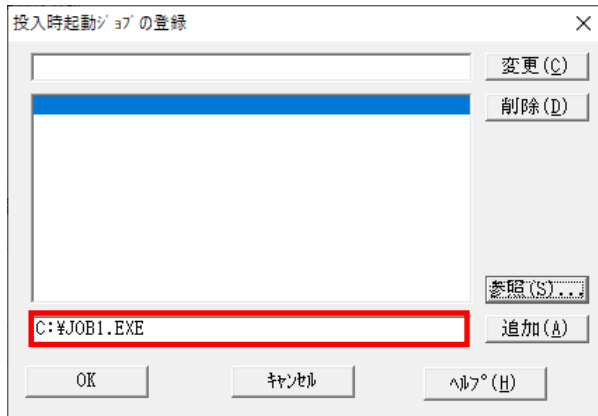 投入時起動ｼﾞｮﾌﾞの登録
変更(C)
削除(D)
参照(S)...
C:¥JOB1.EXE
追加(A)
OK
ｷｬﾝｾﾙ
ﾍﾙﾌﾟ(H)